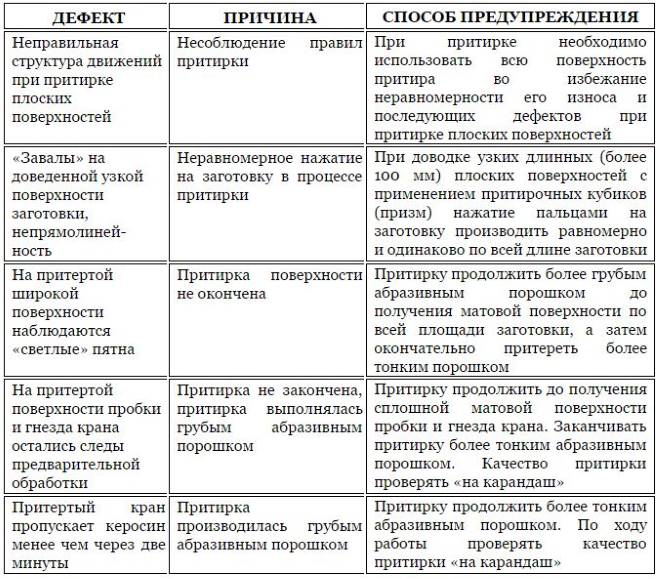 ДЕФЕКТ
ПРИЧИНА
СПОСОБ ПРЕДУПРЕЖДЕНИЯ
Неправильная
структура движений
при притирке
плоских
поверхностей
Несоблюдение правил
притирки
При притирке необходимо
использовать всю поверхность
притира во избежание
неравномерности его износа и
последующих дефектов при
притирке плоских поверхностей
«Завалы» на
доведенной узкой
поверхности
заготовки,
непрямолиней-
ность
Неравномерное нажатие
на заготовку в процессе
притирки
При доводке узких длинных (более
100 мм) плоских поверхностей с
применением притирочных кубиков
(призм) нажатие пальцами на
заготовку производить равномерно
и одинаково по всей длине заготовки
На притертой
широкой
поверхности
наблюдаются
«светлые» пятна
Притирка поверхности
не окончена
Притирку продолжить более грубым
абразивным порошком до
получения матовой поверхности по
всей площади заготовки, а затем
окончательно притереть более
тонким порошком
На притертой
поверхности пробки
и гнезда крана
остались следы
предварительной
обработки
Притирка не закончена,
притирка выполнялась
грубым абразивным
порошком
Притирку продолжить до получения
сплошной матовой поверхности
пробки и гнезда крана. Заканчивать
притирку более тонким абразивным
порошком. Качество притирки
проверять «на карандаш»
Притертый кран
пропускает керосин
менее чем через две
минуты
Притирка
производилась грубым
абразивным порошком
Притирку продолжить более тонким
абразивным порошком. По ходу
работы проверять качество
притирки «на карандаш»